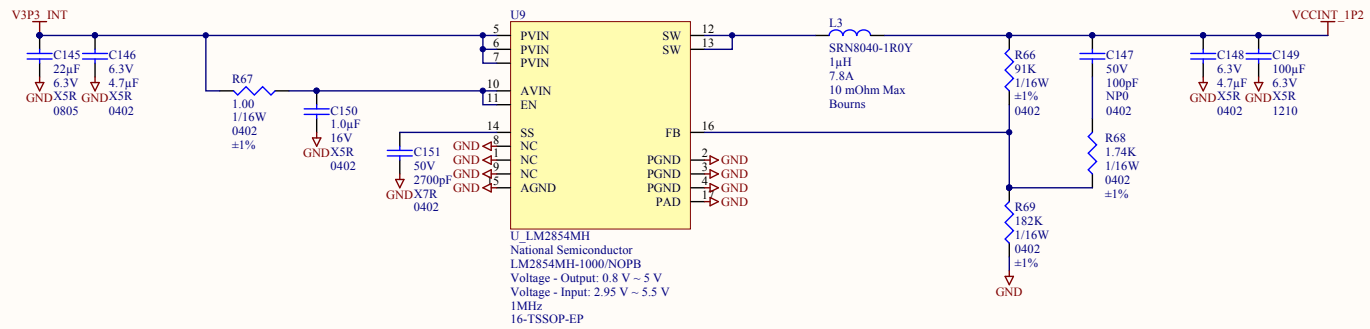 V3P3_INT
C145
22µF
6.3V
X5R
0805
GND
C146
6.3V
4.7µF
X5R
0402
GND
R67
1.00
1/16W
0402
±1%
C150
1.0µF
16V
X5R
0402
GND
C151
50V
2700pF
X7R
0402
GND
U9
5 PVIN
6 PVIN
7 PVIN
10 AVIN
11 EN
14 SS
GND 8 NC
GND 1 NC
GND 9 NC
GND 15 AGND
SW 12
SW 13
FB 16
PGND 2 GND
PGND 3 GND
PGND 4 GND
PAD 17 GND
U_LM2854MH
National Semiconductor
LM2854MH-1000/NOPB
Voltage - Output: 0.8 V ~ 5 V
Voltage - Input: 2.95 V ~ 5.5 V
1MHz
16-TSSOP-EP
L3
SRN8040-1R0Y
1µH
7.8A
10 mOhm Max
Bourns
R66
91K
1/16W
±1%
0402
C147
50V
100pF
NP0
0402
R68
1.74K
1/16W
0402
±1%
R69
182K
1/16W
0402
±1%
GND
VCCINT_1P2
C148
6.3V
4.7µF
X5R
0402
GND
C149
100µF
6.3V
X5R
1210
GND